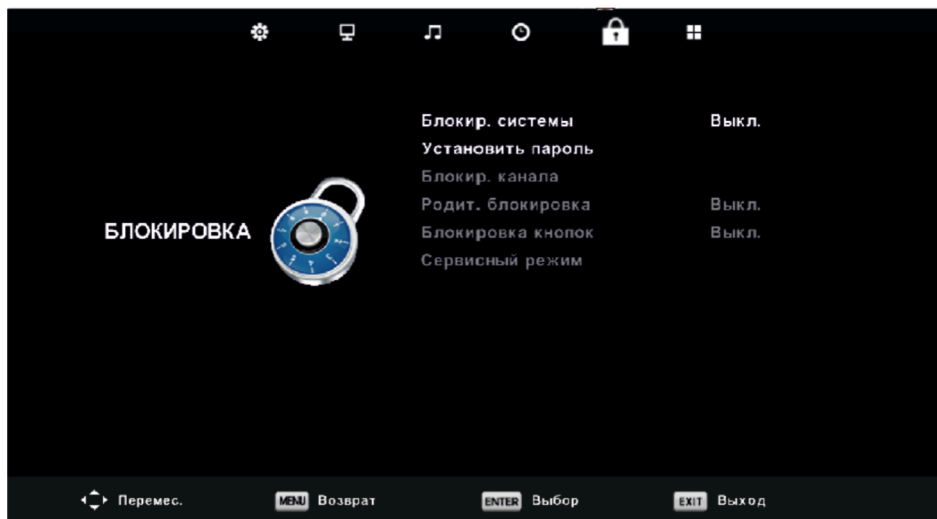 Блокир. системы Выкл.
Установить пароль
Блокир. канала
Родит. блокировка Выкл.
БЛОКИРОВКА
Блокировка кнопок Выкл.
Сервисный режим
Перемес. MENU Возврат ENTER Выбор EXIT Выход